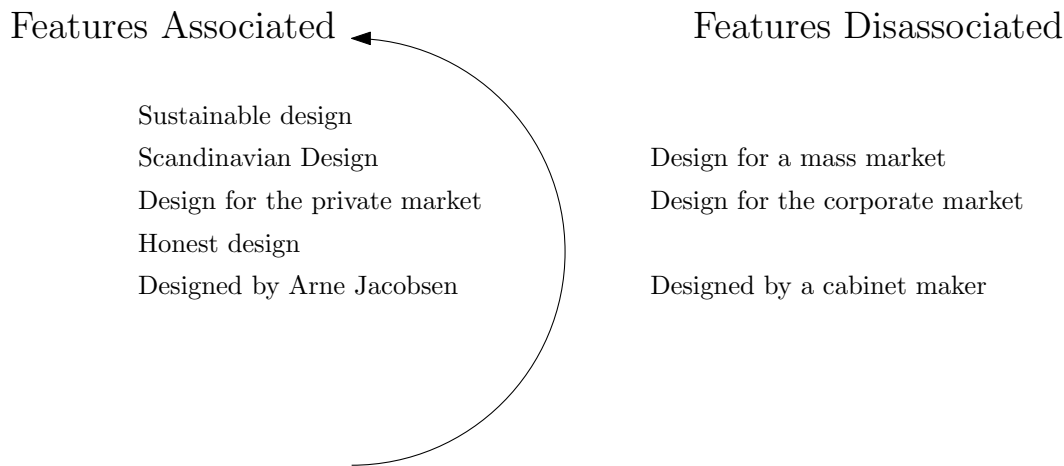 Features Associated
Features Disassociated
Sustainable design
Scandinavian Design
Design for a mass market
Design for the private market
Design for the corporate market
Honest design
Designed by Arne Jacobsen
Designed by a cabinet maker